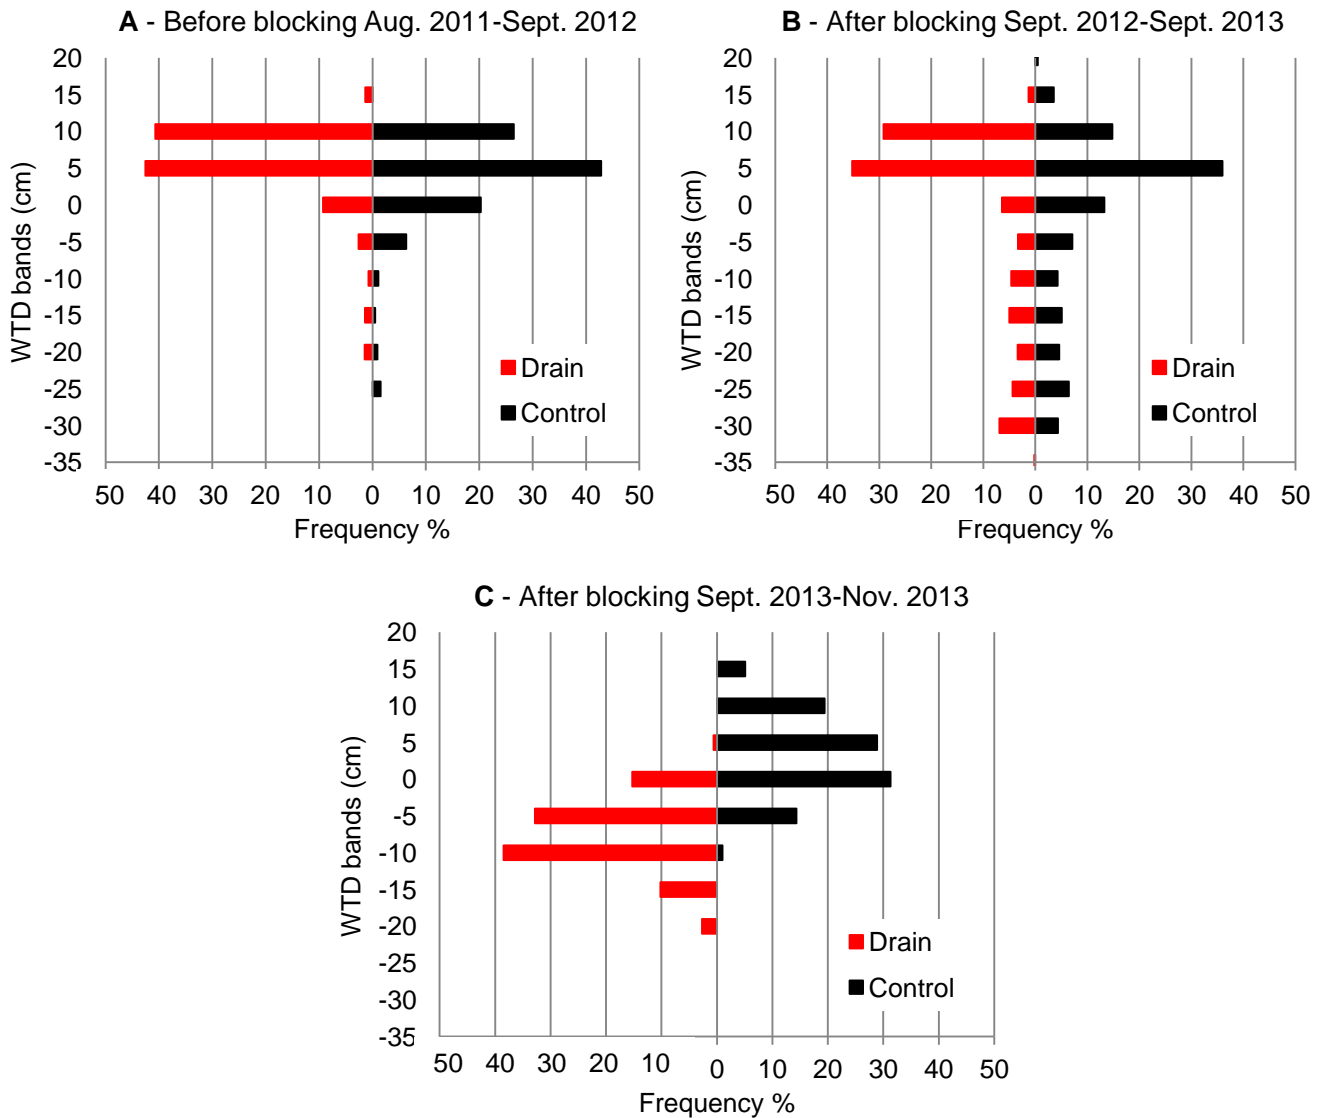 A - Before blocking Aug. 2011-Sept. 2012
WTD bands (cm)
20
15
10
5
0
-5
-10
-15
-20
-25
-30
-35
Drain
Control
50 40 30 20 10 0 10 20 30 40 50
Frequency %
B - After blocking Sept. 2012-Sept. 2013
WTD bands (cm)
20
15
10
5
0
-5
-10
-15
-20
-25
-30
-35
Drain
Control
50 40 30 20 10 0 10 20 30 40 50
Frequency %
C - After blocking Sept. 2013-Nov. 2013
WTD bands (cm)
20
15
10
5
0
-5
-10
-15
-20
-25
-30
-35
Drain
Control
50 40 30 20 10 0 10 20 30 40 50
Frequency %